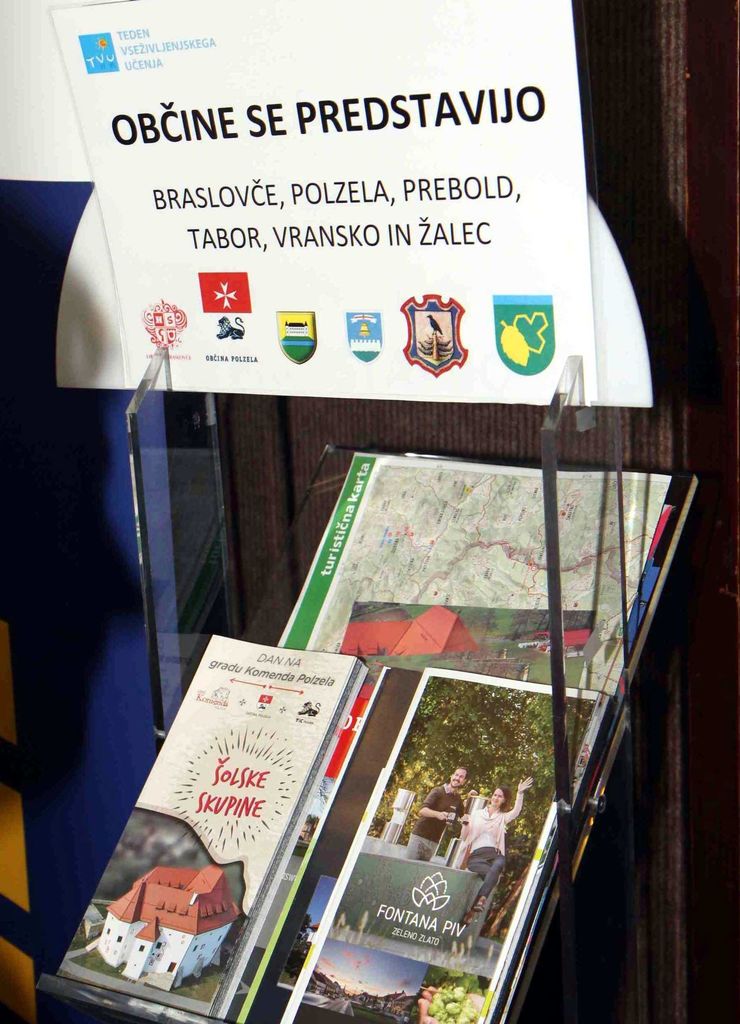 TEDEN
VSEŽIVLJENJSKEGA
UČENJA
TVU
OBČINE SE PREDSTAVIJO
BRASLOVČE, POLZELA, PREBOLD,
TABOR, VRANSKO IN ŽALEC
OBČINA POLZELA
turistična karta
DAN NA
gradu Komenda Polzela
Komenda
ŠOLSKE
SKUPINE
FONTANA PIV
ZELENO ZLATO